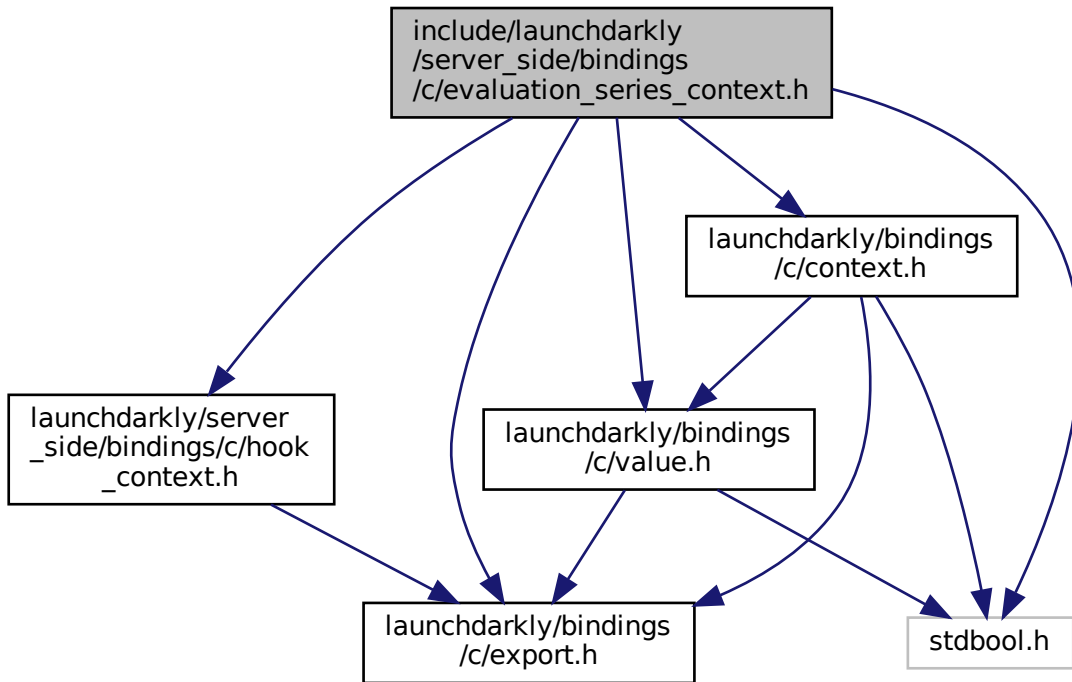 include/launchdarkly
/server_side/bindings
/c/evaluation_series_context.h
launchdarkly/bindings
/c/context.h
launchdarkly/server
_side/bindings/c/hook
_context.h
launchdarkly/bindings
/c/value.h
launchdarkly/bindings
/c/export.h
stdbool.h